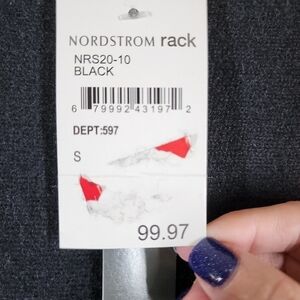 NORDSTROM rack
NRS20-10
BLACK
6 79992 43197 2
DEPT:597
S
99.97